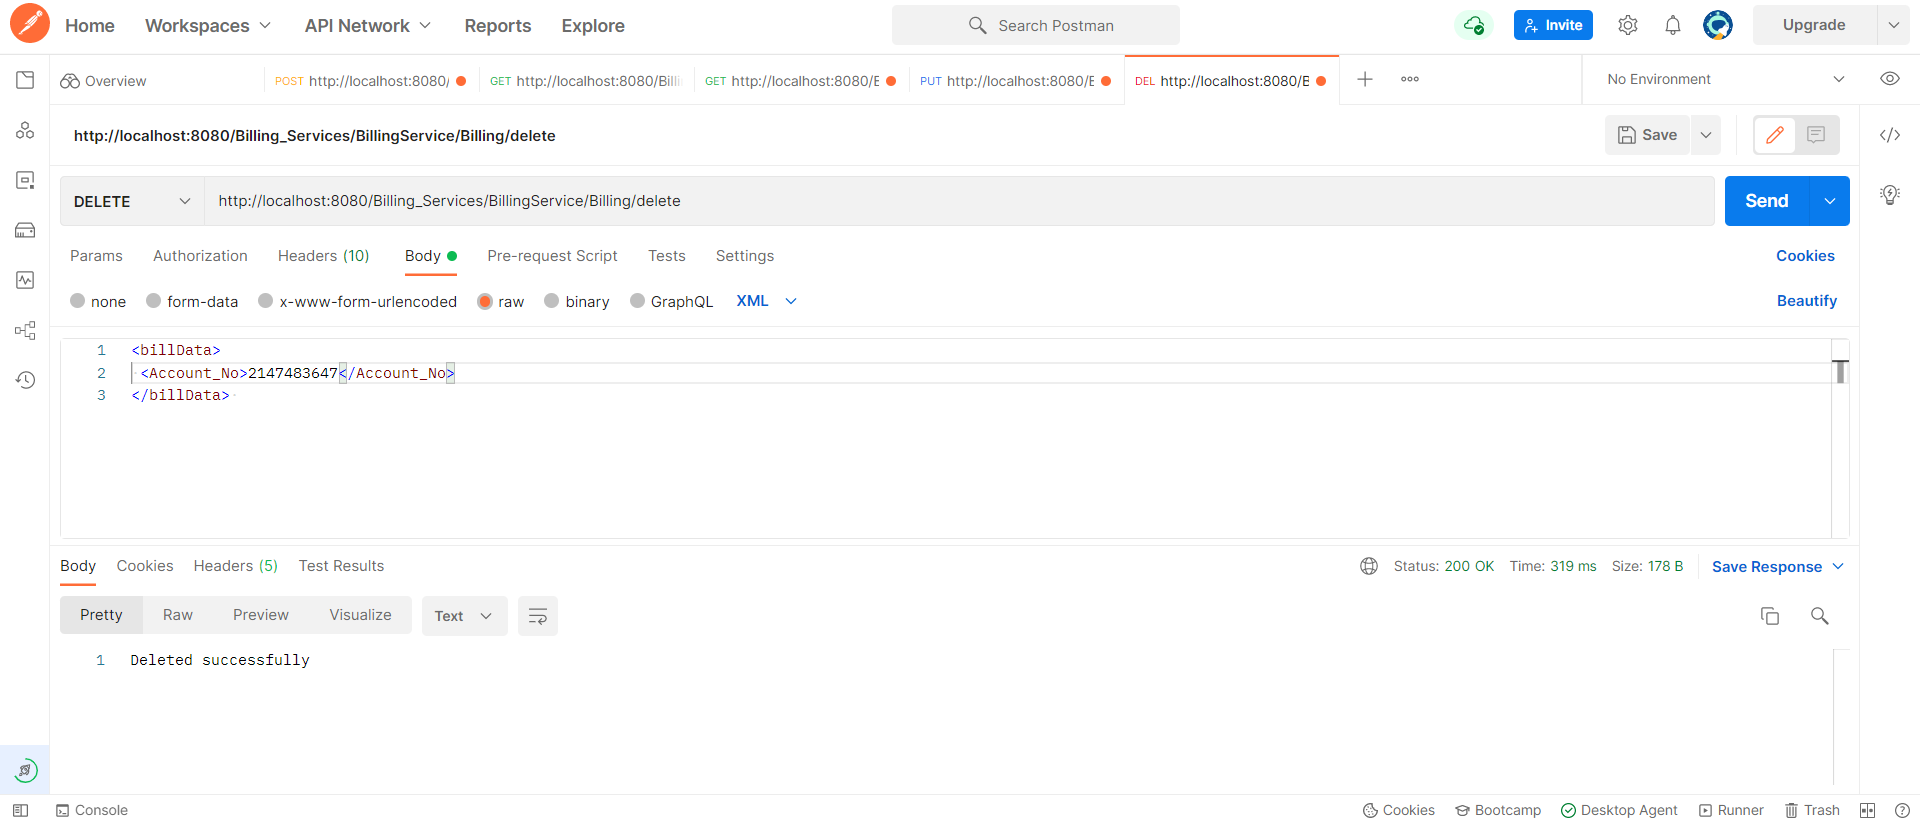 Home Workspaces API Network Reports Explore Search Postman Invite Upgrade
Overview POST http://localhost:8080/ GET http://localhost:8080/Billi GET http://localhost:8080/B PUT http://localhost:8080/B DEL http://localhost:8080/B No Environment
http://localhost:8080/Billing_Services/BillingService/Billing/delete Save
DELETE http://localhost:8080/Billing_Services/BillingService/Billing/delete Send
Params Authorization Headers (10) Body Pre-request Script Tests Settings Cookies
none form-data x-www-form-urlencoded raw binary GraphQL XML Beautify
1 <billData>
2 <Account_No>2147483647</Account_No>
3 </billData>
Body Cookies Headers (5) Test Results Status: 200 OK Time: 319 ms Size: 178 B Save Response
Pretty Raw Preview Visualize Text
1 Deleted successfully
Console Cookies Bootcamp Desktop Agent Runner Trash